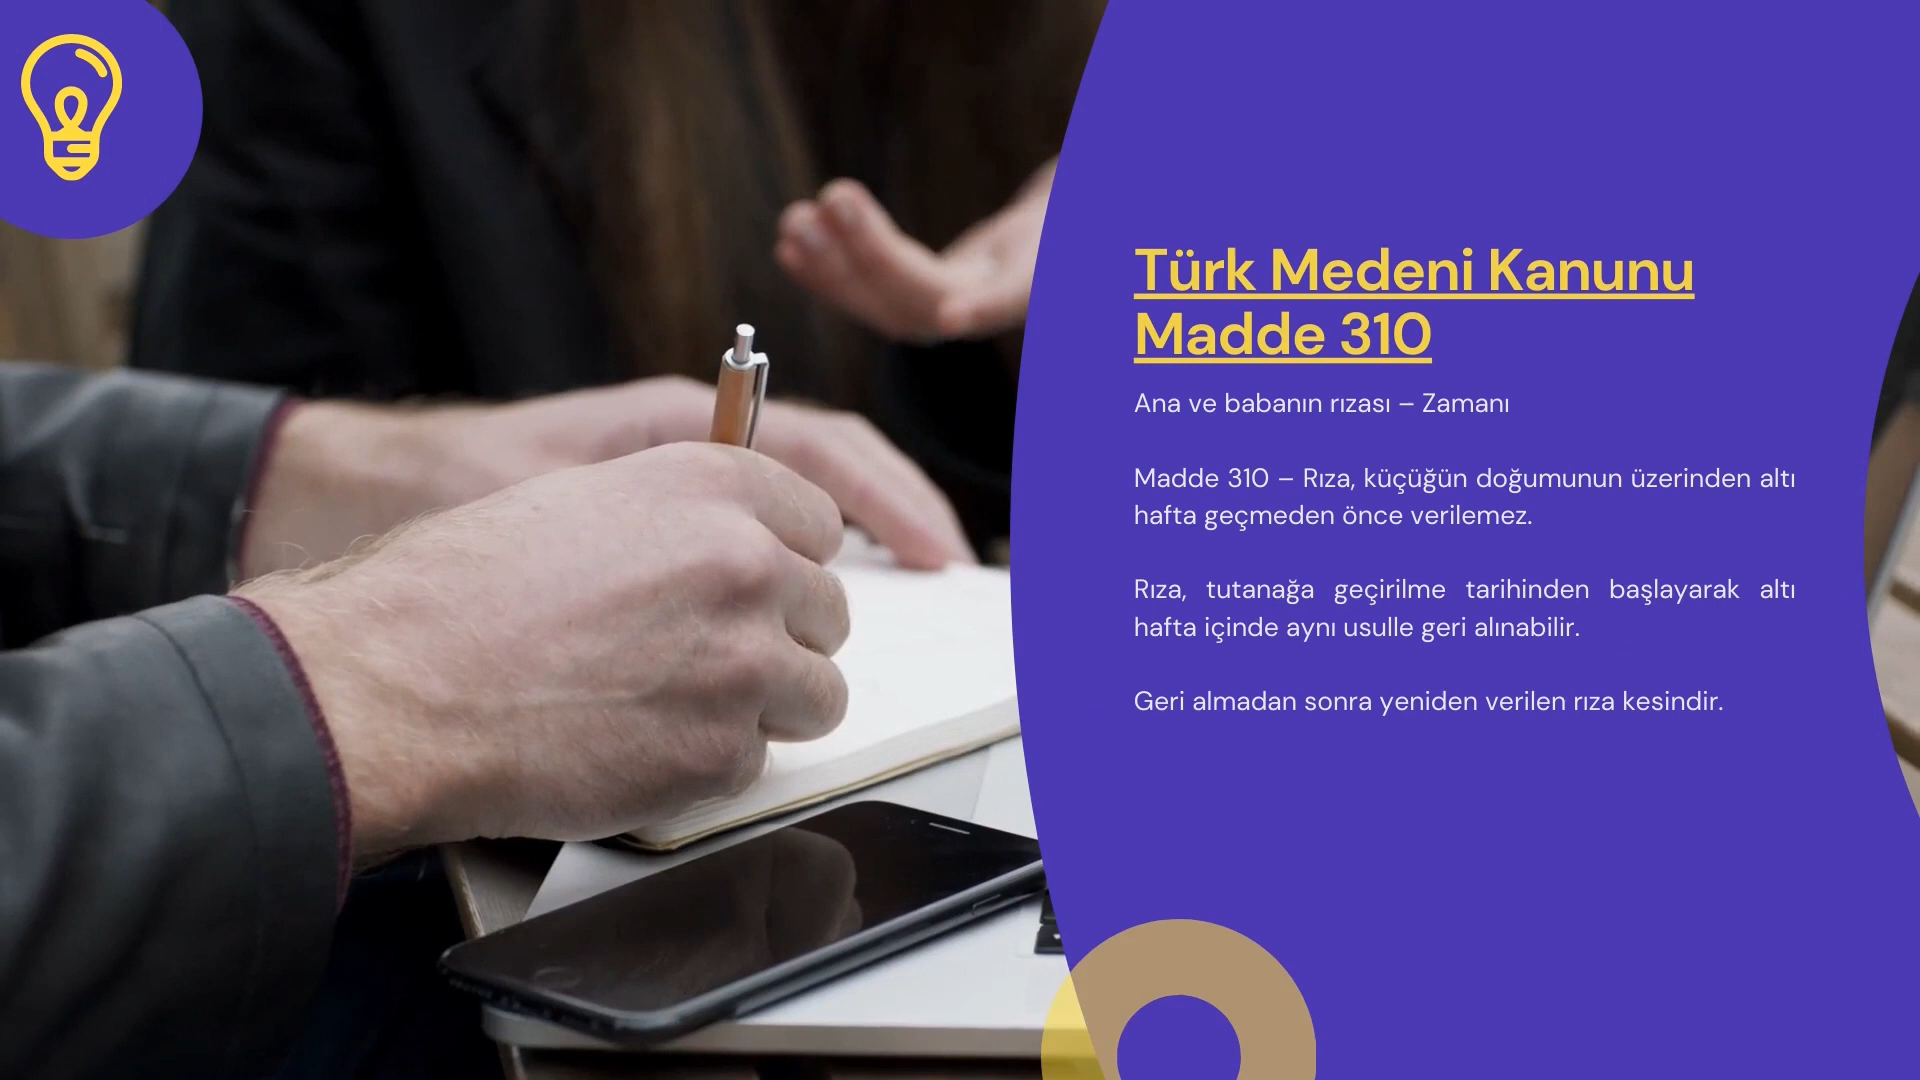 Türk Medeni Kanunu
Madde 310
Ana ve babanın rızası – Zamanı
Madde 310 – Rıza, küçüğün doğumunun üzerinden altı
hafta geçmeden önce verilemez.
Rıza, tutanağa geçirilme tarihinden başlayarak altı
hafta içinde aynı usulle geri alınabilir.
Geri almadan sonra yeniden verilen rıza kesindir.